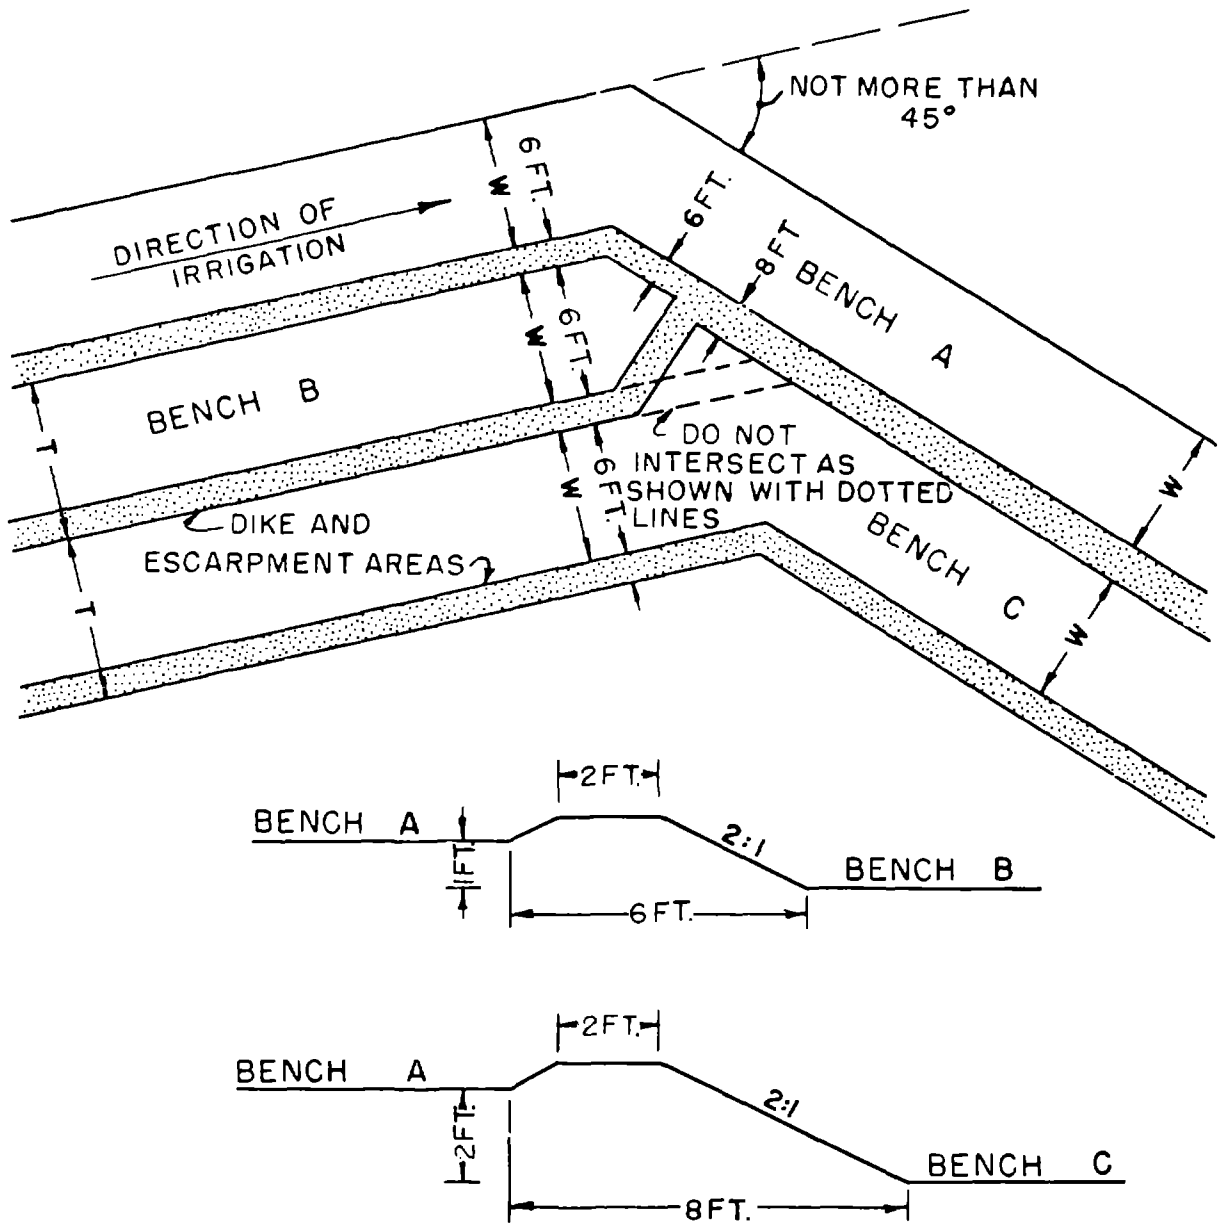 NOT MORE THAN
45°
6 FT.
W
6 FT.
8 FT
DIRECTION OF
IRRIGATION
BENCH A
6 FT.
W
BENCH B
T
DO NOT
INTERSECT AS
SHOWN WITH DOTTED
LINES
6 FT.
W
W
DIKE AND
ESCARPMENT AREAS
BENCH C
T
W
2 FT.
BENCH A
1 FT.
2:1
BENCH B
6 FT.
2 FT.
BENCH A
2 FT.
2:1
BENCH C
8 FT.